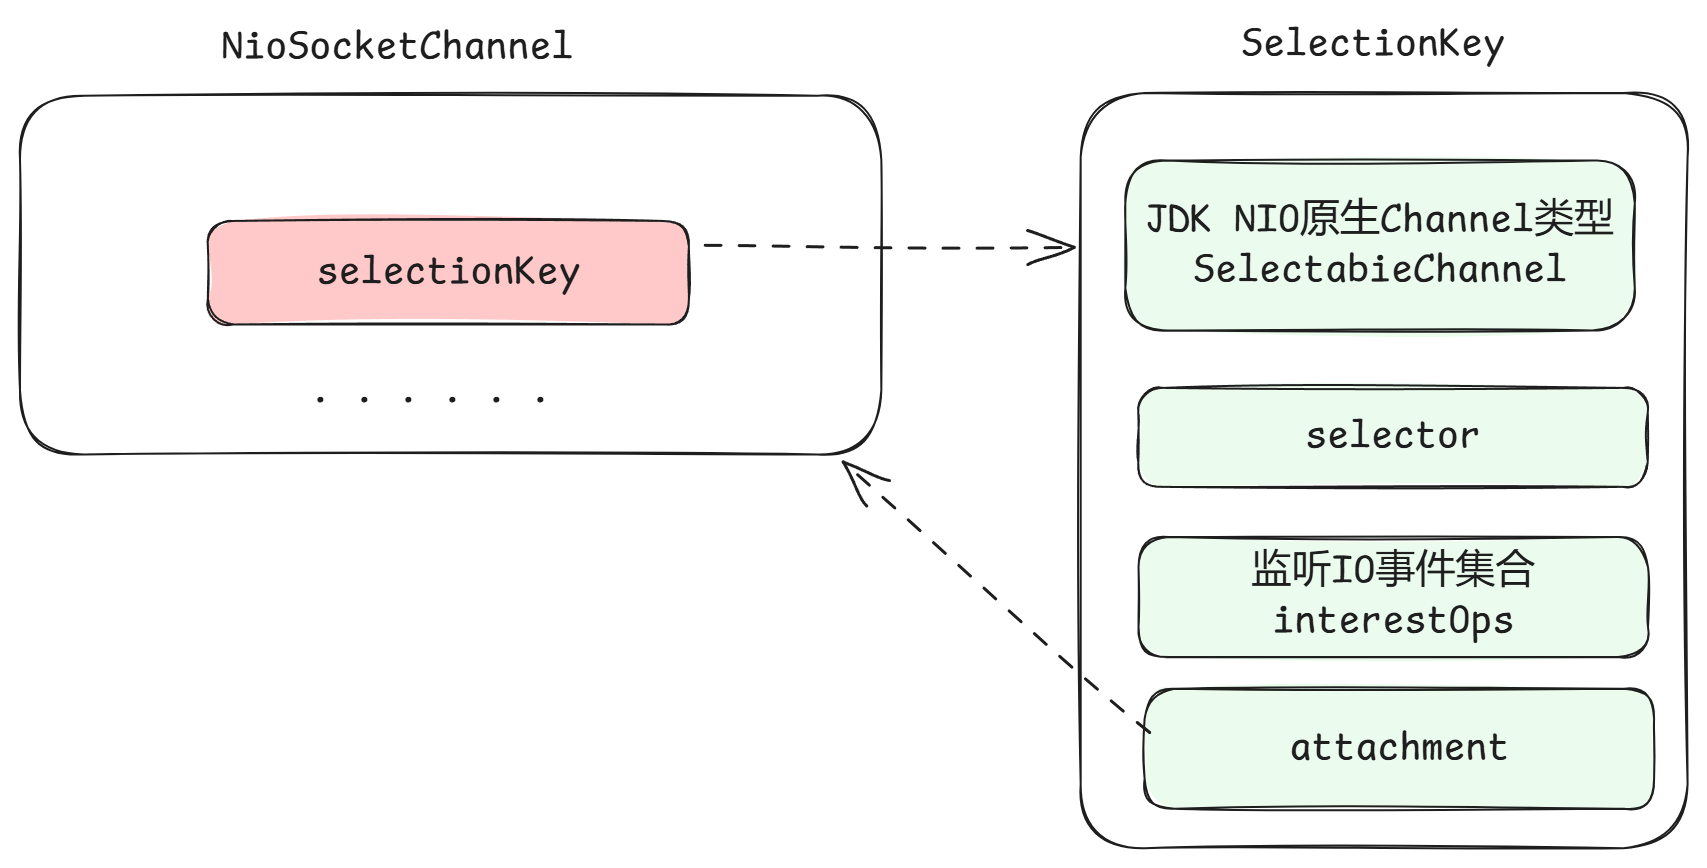 NioSocketChannel
selectionKey
. . . . . .
SelectionKey
JDK NIO原生Channel类型
SelectabieChannel
selector
监听IO事件集合
interestOps
attachment